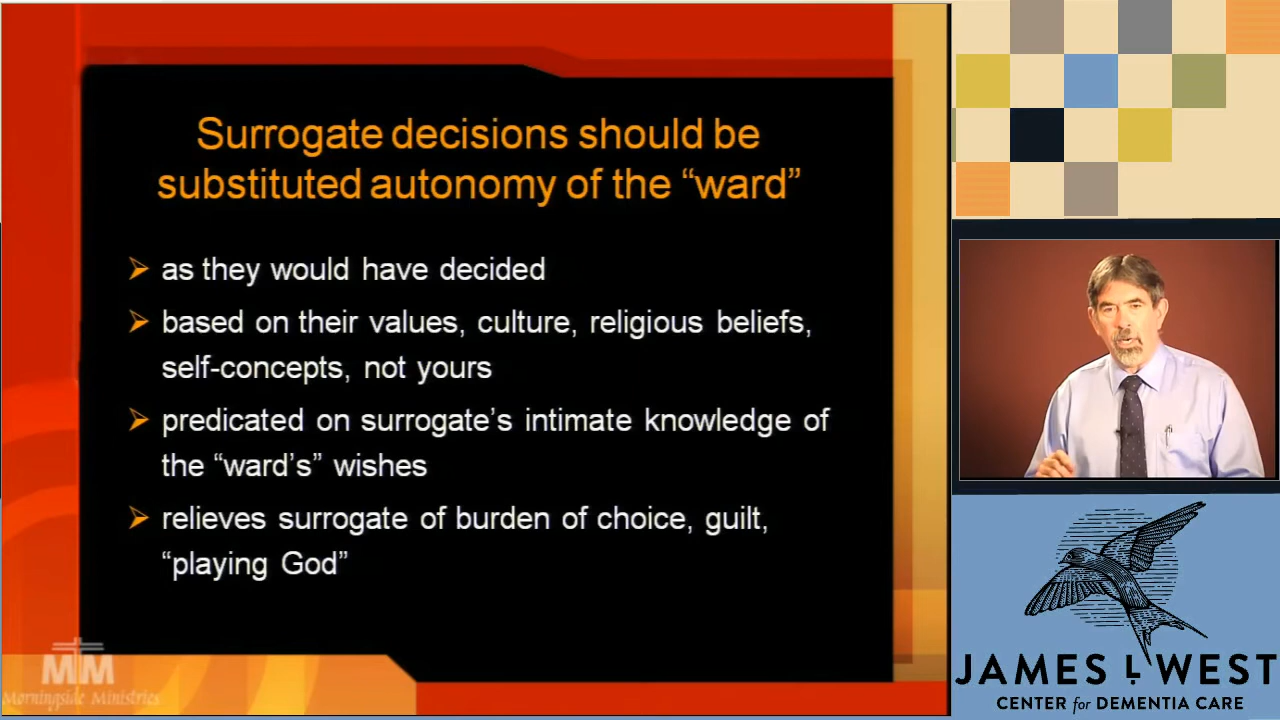 Surrogate decisions should be
substituted autonomy of the “ward”
as they would have decided
based on their values, culture, religious beliefs,
self-concepts, not yours
predicated on surrogate’s intimate knowledge of
the “ward’s” wishes
relieves surrogate of burden of choice, guilt,
“playing God”
MM
Morningside Ministries
JAMES L WEST
CENTER for DEMENTIA CARE